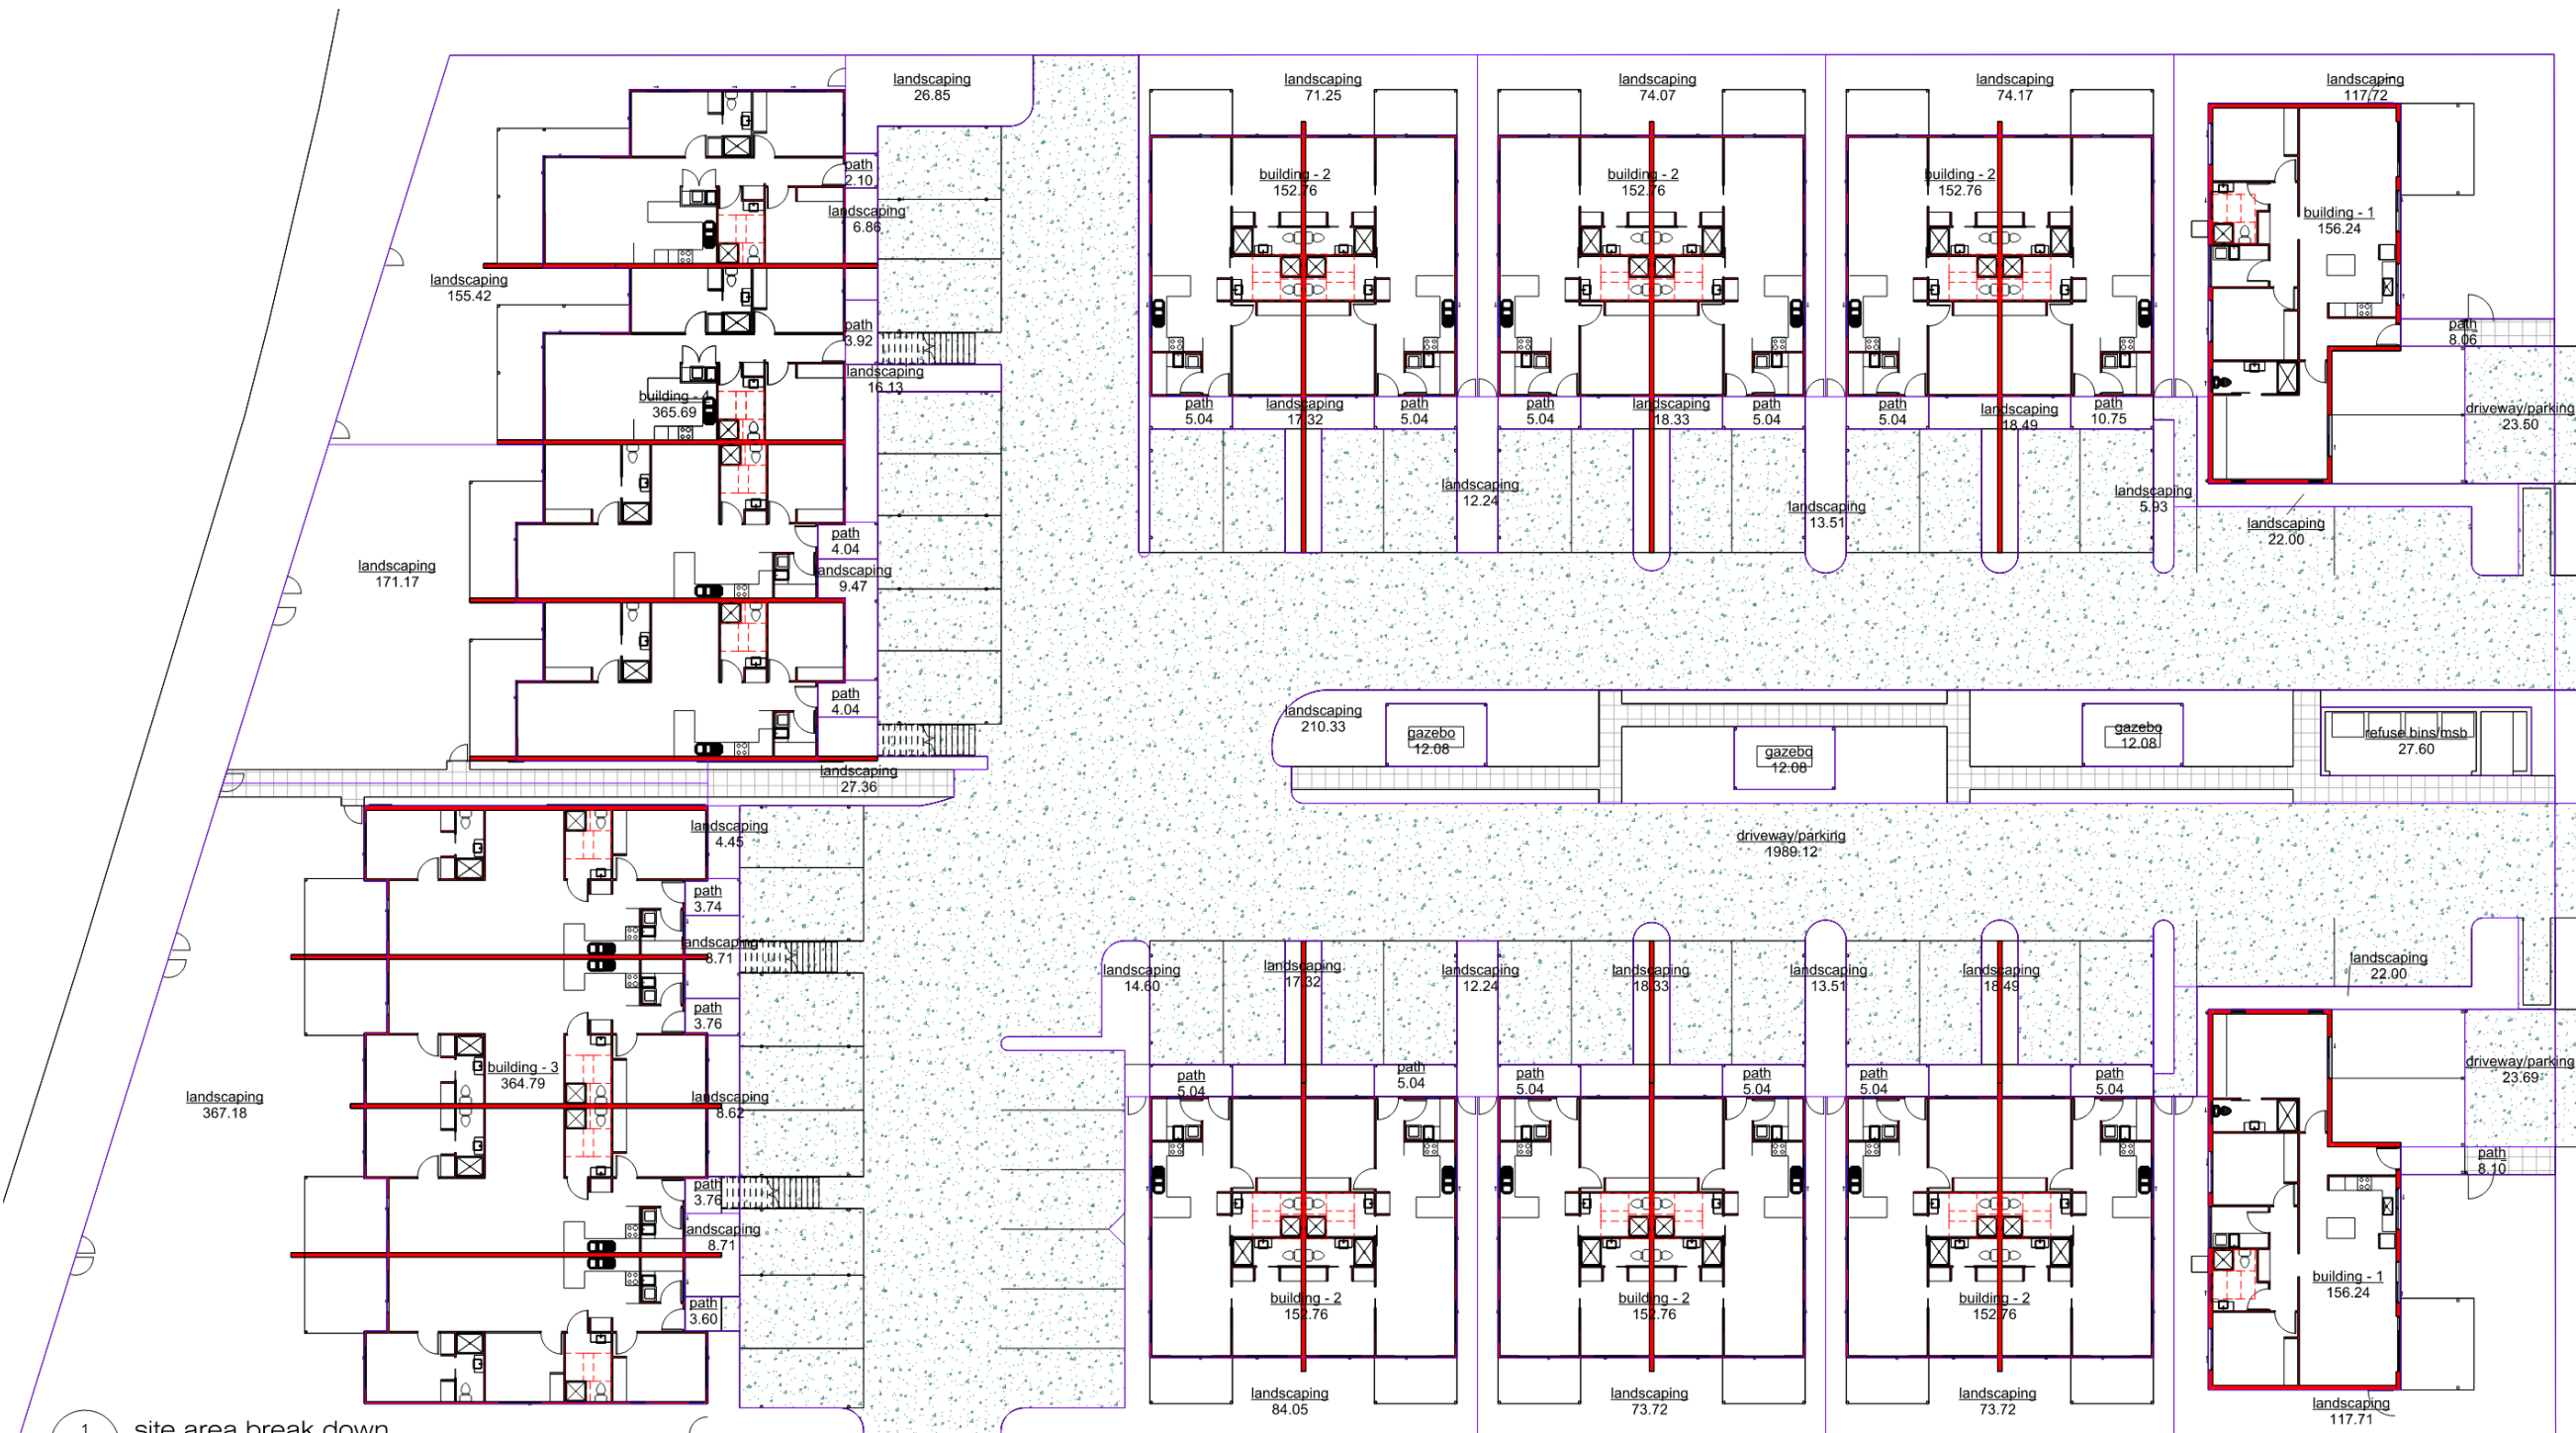 landscaping
26.85
landscaping
71.25
landscaping
74.07
landscaping
74.17
landscaping
117.72
path
2.10
building - 2
152.76
building - 2
152.76
building - 2
152.76
landscaping
6.86
building - 1
156.24
landscaping
155.42
path
3.92
path
8.06
landscaping
16.13
building - 4
365.69
path
5.04
landscaping
17.32
path
5.04
path
5.04
landscaping
18.33
path
5.04
path
5.04
landscaping
18.49
path
10.75
driveway/parking
23.50
landscaping
12.24
landscaping
13.51
landscaping
5.93
landscaping
22.00
path
4.04
landscaping
171.17
landscaping
9.47
path
4.04
landscaping
210.33
gazebo
12.08
gazebo
12.08
gazebo
12.08
refuse bins/msb
27.60
landscaping
27.36
landscaping
4.45
driveway/parking
1989.12
path
3.74
landscaping
8.71
landscaping
14.60
landscaping
17.32
landscaping
12.24
landscaping
18.33
landscaping
13.51
landscaping
18.49
landscaping
22.00
path
3.76
building - 3
364.79
landscaping
367.18
landscaping
8.62
path
5.04
path
5.04
path
5.04
path
5.04
path
5.04
path
5.04
driveway/parking
23.69
path
8.10
path
3.76
landscaping
8.71
path
3.60
building - 2
152.76
building - 2
152.76
building - 2
152.76
building - 1
156.24
landscaping
84.05
landscaping
73.72
landscaping
73.72
landscaping
117.71
1
site area break down